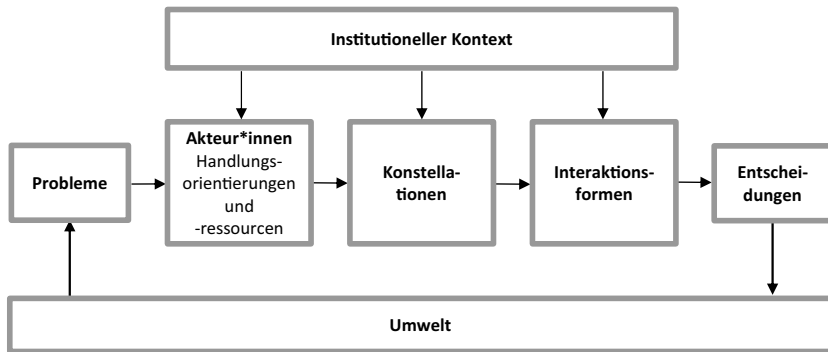 Institutioneller Kontext
Probleme
Akteur*innen
Handlungs-
orientierungen
und
-ressourcen
Konstella-
tionen
Interaktions-
formen
Entschei-
dungen
Umwelt